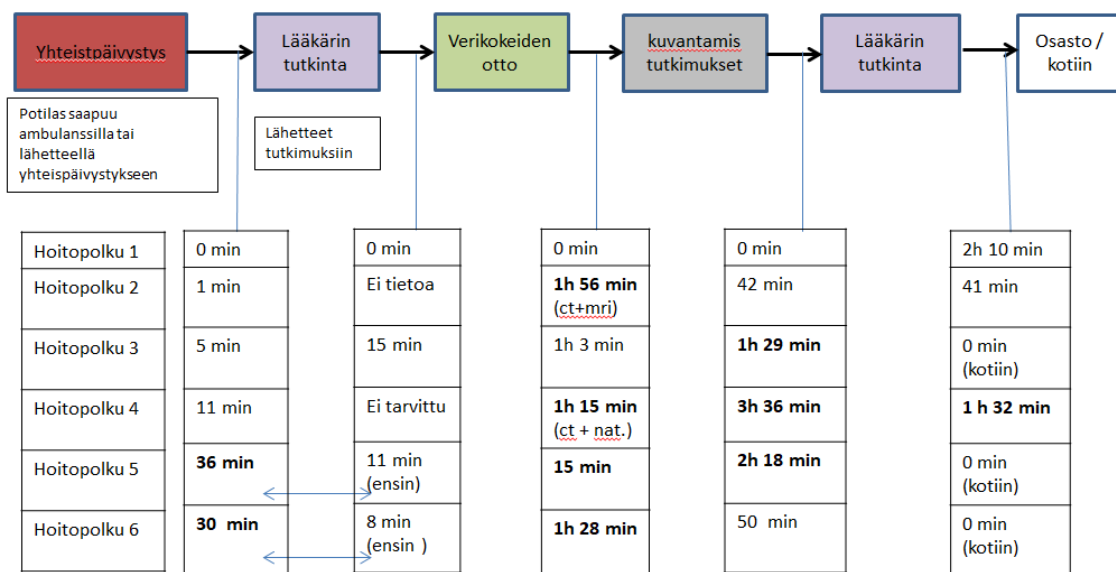 Yhteistpäivystys
Lääkärin
tutkinta
Verikokeiden
otto
kuvantamis
tutkimukset
Lääkärin
tutkinta
Osasto /
kotiin
Potilas saapuu
ambulanssilla tai
lähetteellä
yhteispäivystykseen
Lähetteet
tutkimuksiin
Hoitopolku 1
0 min
0 min
0 min
0 min
2h 10 min
Hoitopolku 2
1 min
Ei tietoa
1h 56 min
(ct+mri)
42 min
41 min
Hoitopolku 3
5 min
15 min
1h 3 min
1h 29 min
0 min
(kotiin)
Hoitopolku 4
11 min
Ei tarvittu
1h 15 min
(ct + nat.)
3h 36 min
1 h 32 min
Hoitopolku 5
36 min
11 min
(ensin)
15 min
2h 18 min
0 min
(kotiin)
Hoitopolku 6
30 min
8 min
(ensin )
1h 28 min
50 min
0 min
(kotiin)